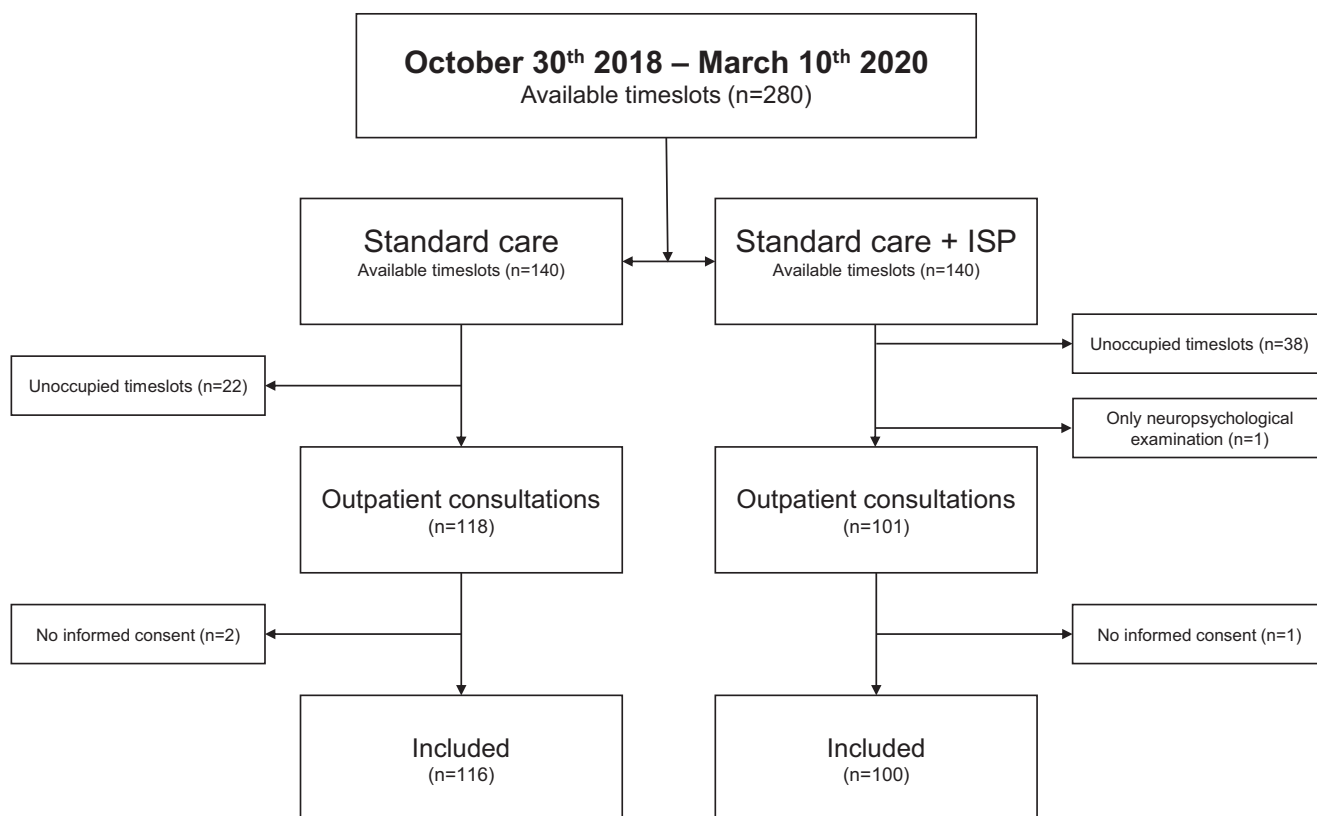 October 30th 2018 – March 10th 2020
Available timeslots (n=280)
Standard care
Available timeslots (n=140)
Standard care + ISP
Available timeslots (n=140)
Unoccupied timeslots (n=22)
Unoccupied timeslots (n=38)
Only neuropsychological
examination (n=1)
Outpatient consultations
(n=118)
Outpatient consultations
(n=101)
No informed consent (n=2)
No informed consent (n=1)
Included
(n=116)
Included
(n=100)